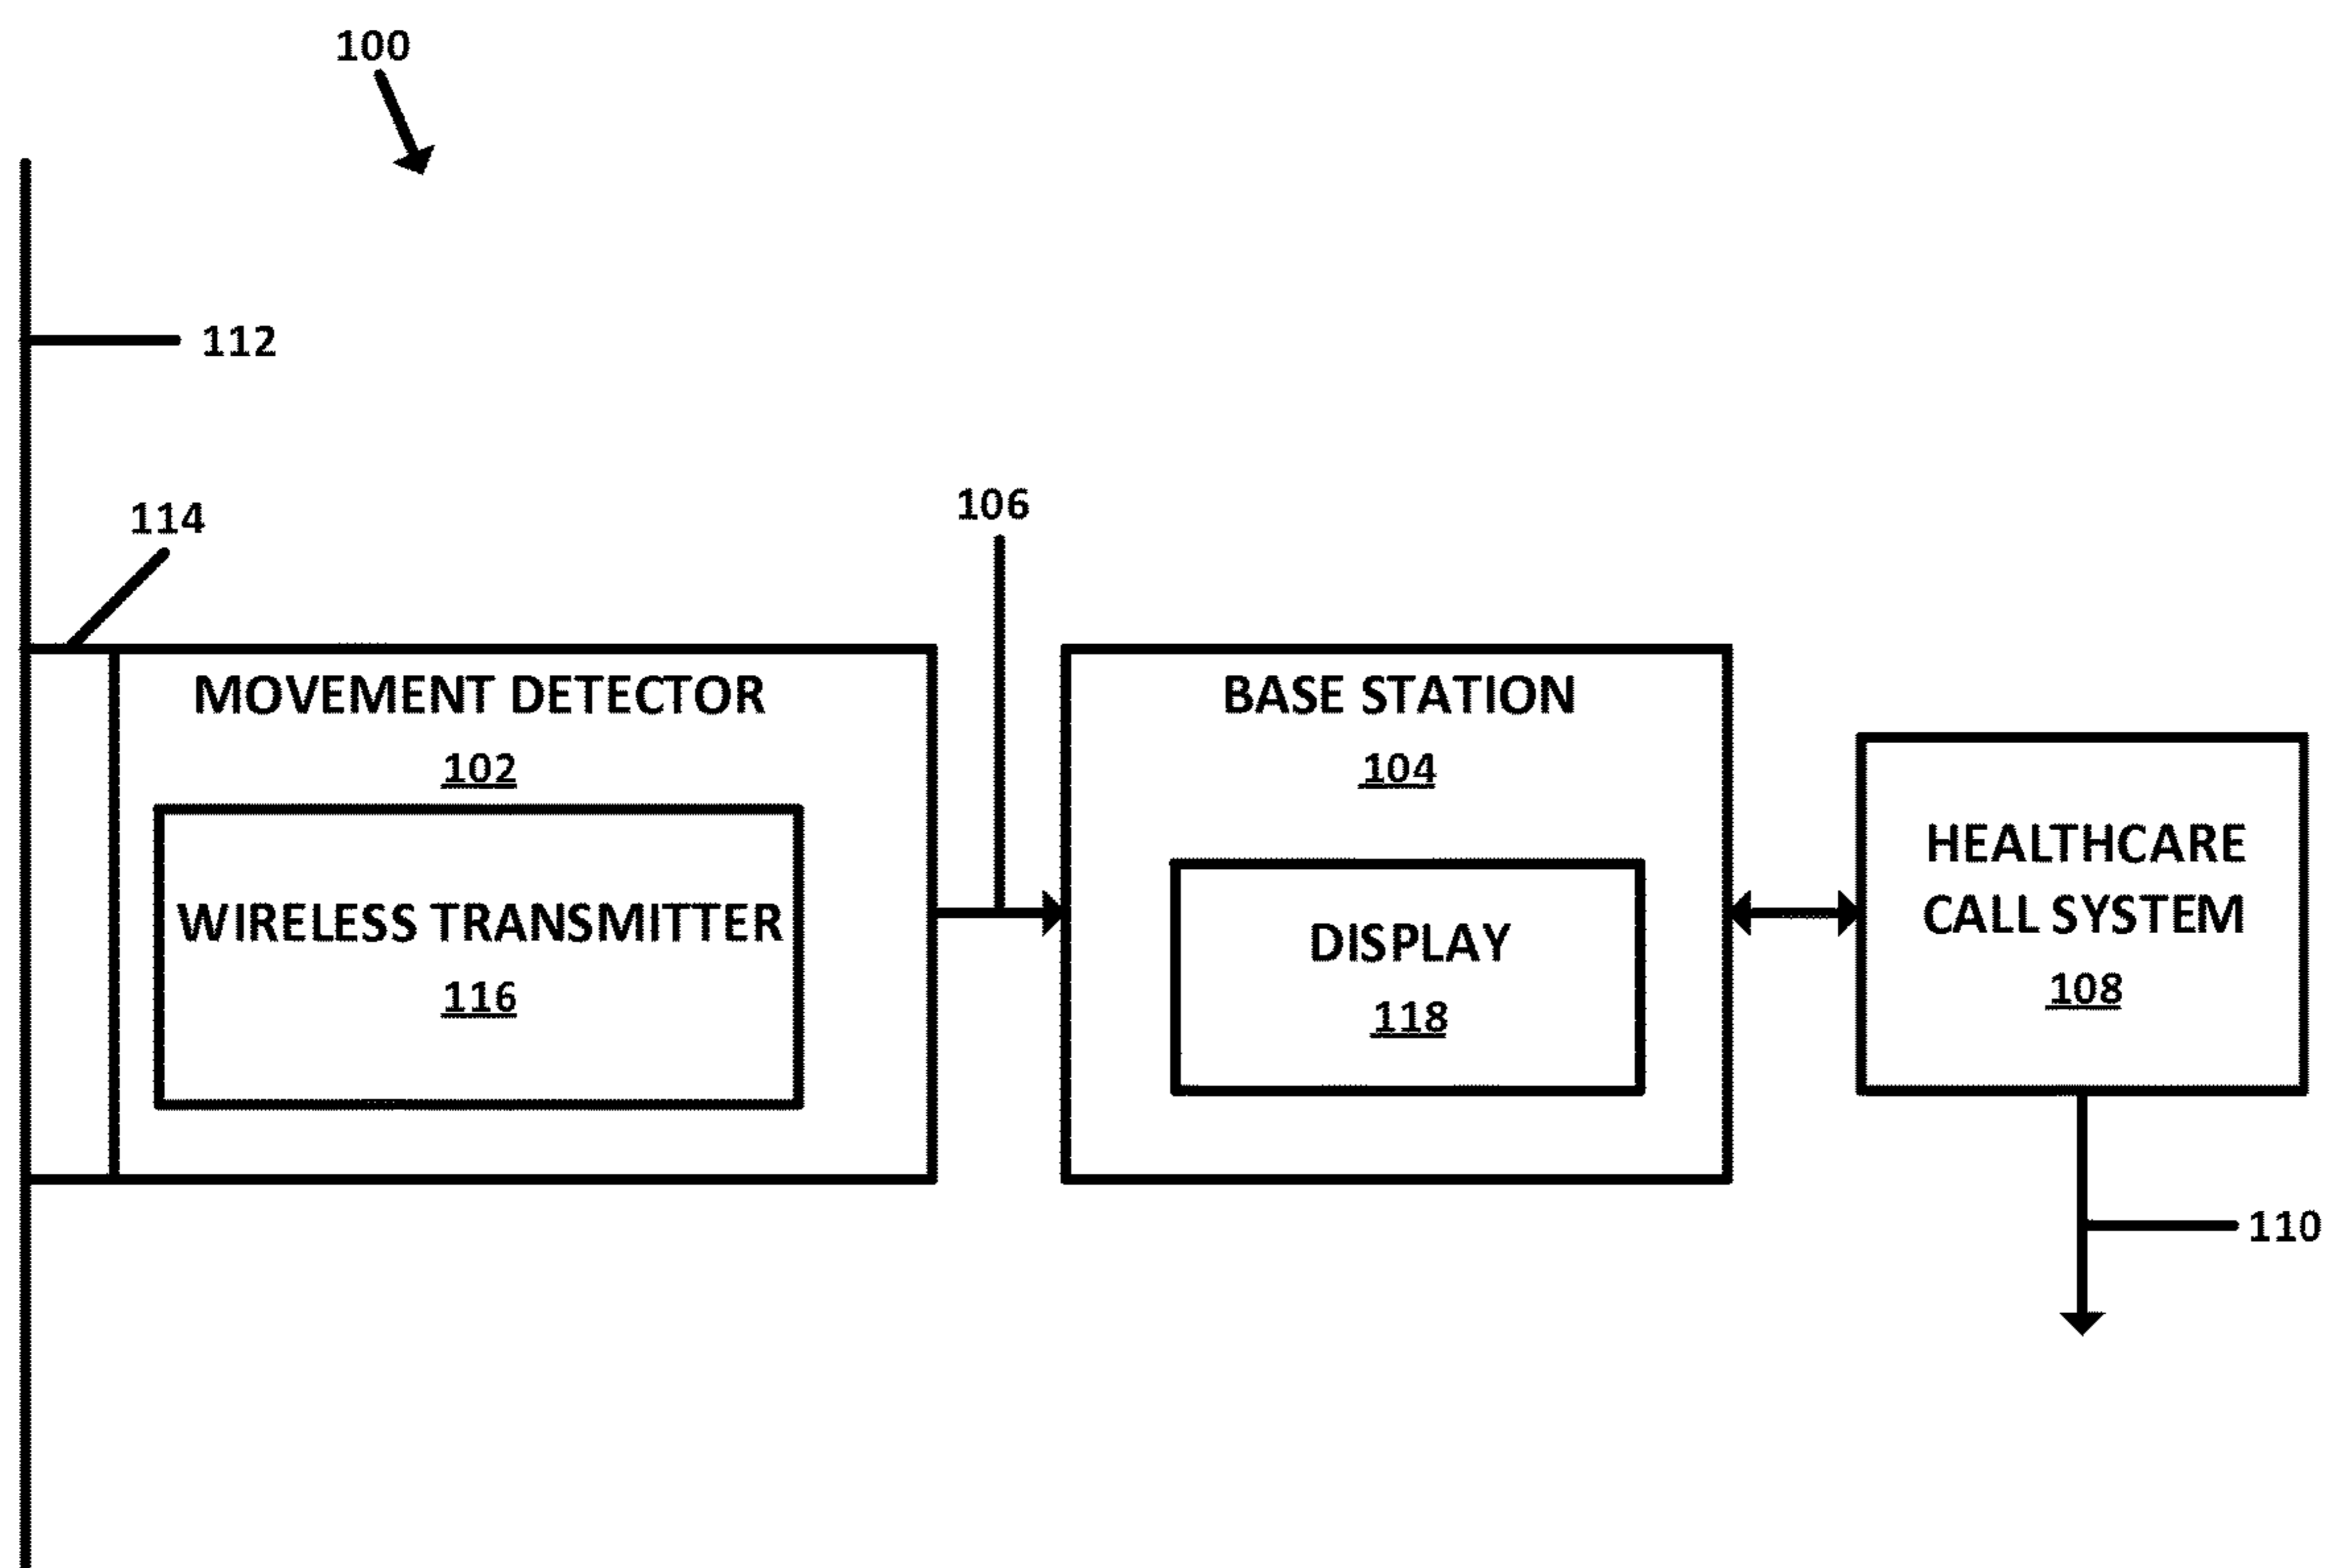 100
112
114
106
MOVEMENT DETECTOR
102
WIRELESS TRANSMITTER
116
BASE STATION
104
DISPLAY
118
HEALTHCARE
CALL SYSTEM
108
110